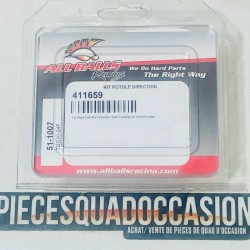 ALL BALLS
Racing
We Do Hard Parts
The Right Way
KIT ROTULE DIRECTION
411659
51-1007
www.allballsracing.com
PIECESQUADOCCASION
ACHAT/ VENTE DE PIECES DE QUAD D'OCCASION